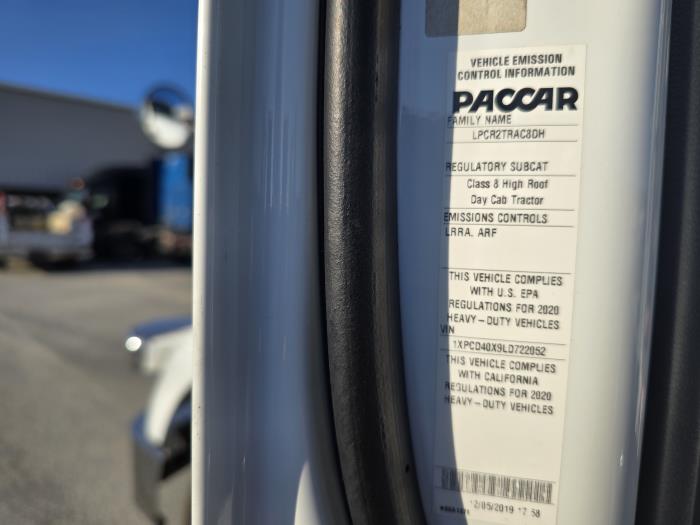 VEHICLE EMISSION
CONTROL INFORMATION
PACCAR
FAMILY NAME
LPCR2TRAC8DH
REGULATORY SUBCAT
Class 8 High Roof
Day Cab Tractor
EMISSIONS CONTROLS
LRRA, ARF
THIS VEHICLE COMPLIES
WITH U.S. EPA
REGULATIONS FOR 2020
HEAVY-DUTY VEHICLES
VIN
1XPCD40X9LD722052
THIS VEHICLE COMPLIES
WITH CALIFORNIA
REGULATIONS FOR 2020
HEAVY-DUTY VEHICLES
12/05/2019 17:58